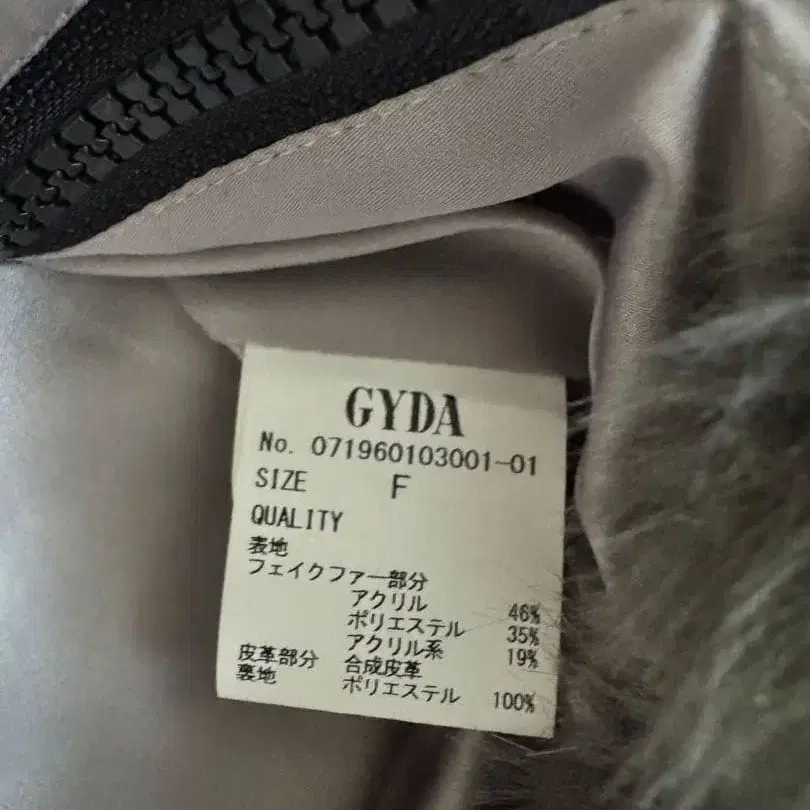 GYDA
No. 071960103001-01
SIZE F
QUALITY
表地
フェイクファー部分
アクリル 46%
ポリエステル 35%
アクリル系 19%
皮革部分 合成皮革
裏地 ポリエステル 100%